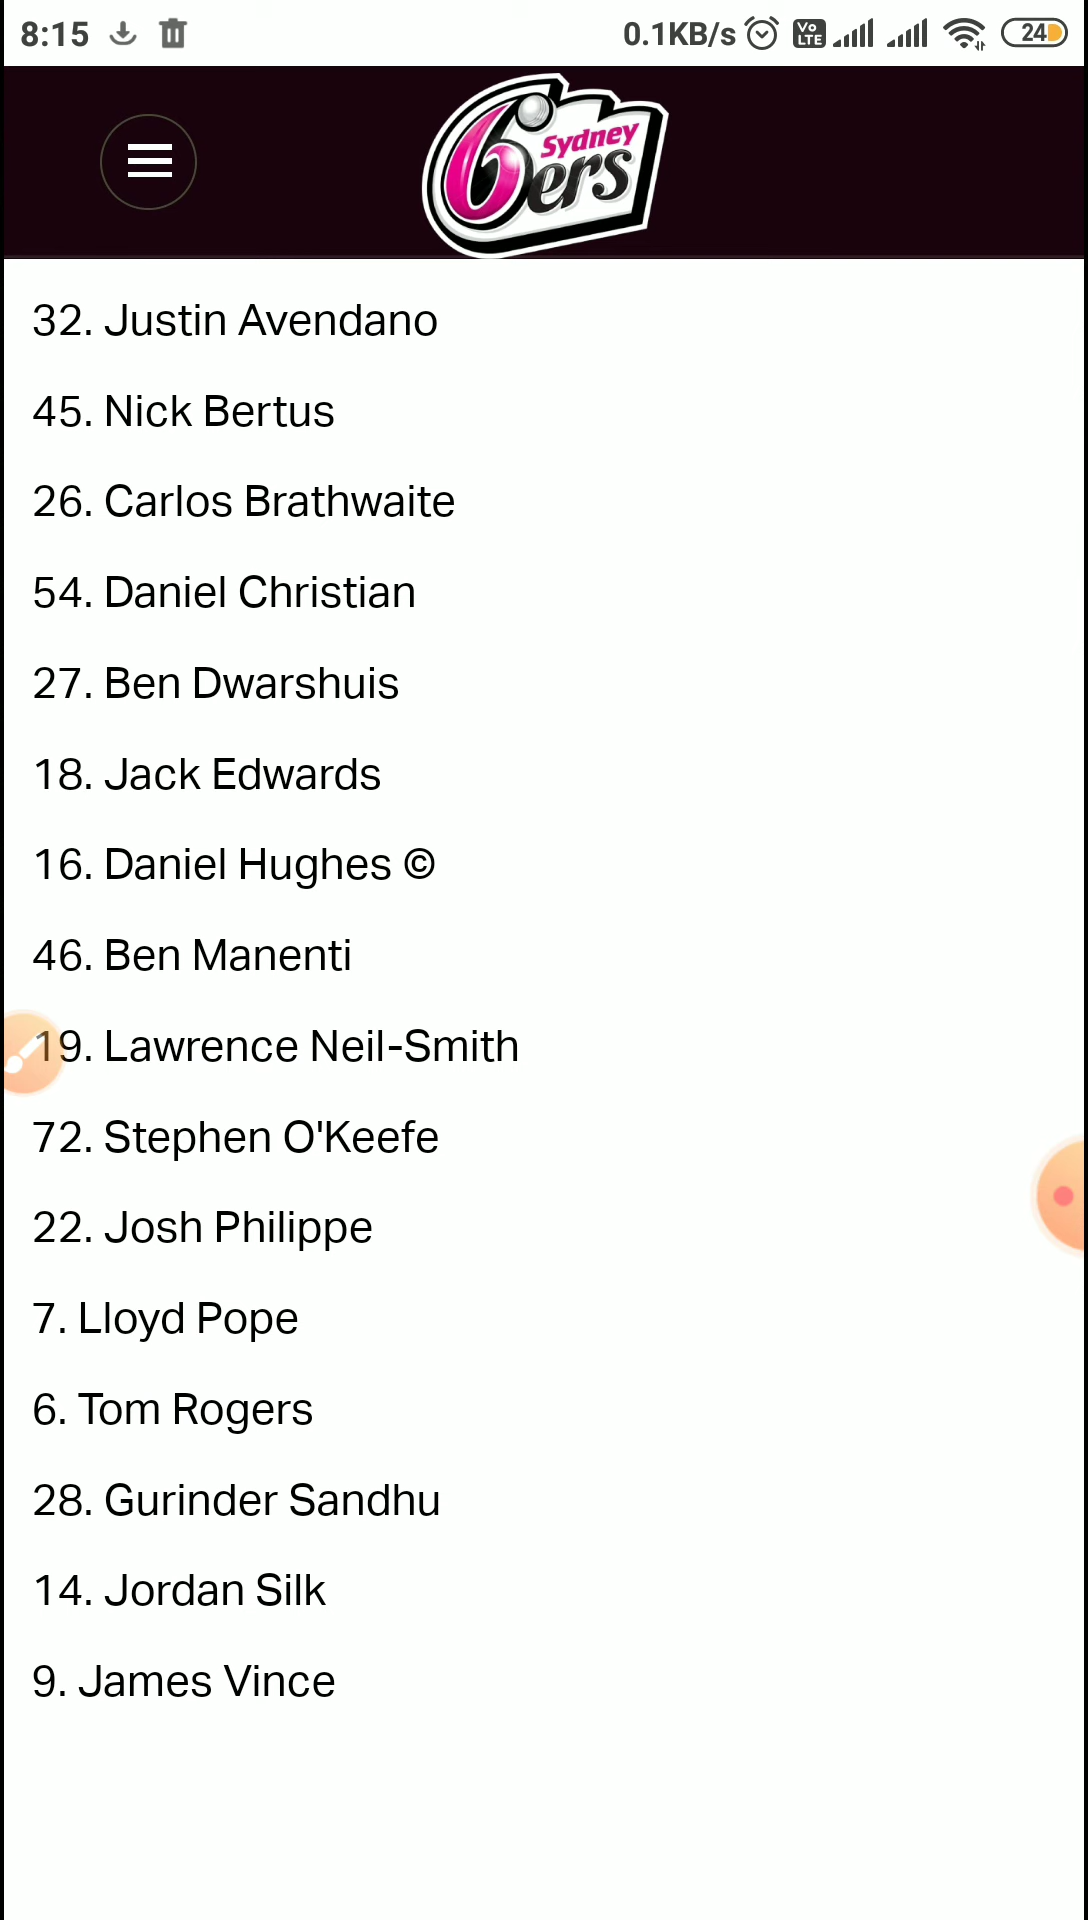 8:15 0.1KB/s Vo LTE 24
Sydney
6ers
32. Justin Avendano
45. Nick Bertus
26. Carlos Brathwaite
54. Daniel Christian
27. Ben Dwarshuis
18. Jack Edwards
16. Daniel Hughes ©
46. Ben Manenti
19. Lawrence Neil-Smith
72. Stephen O'Keefe
22. Josh Philippe
7. Lloyd Pope
6. Tom Rogers
28. Gurinder Sandhu
14. Jordan Silk
9. James Vince